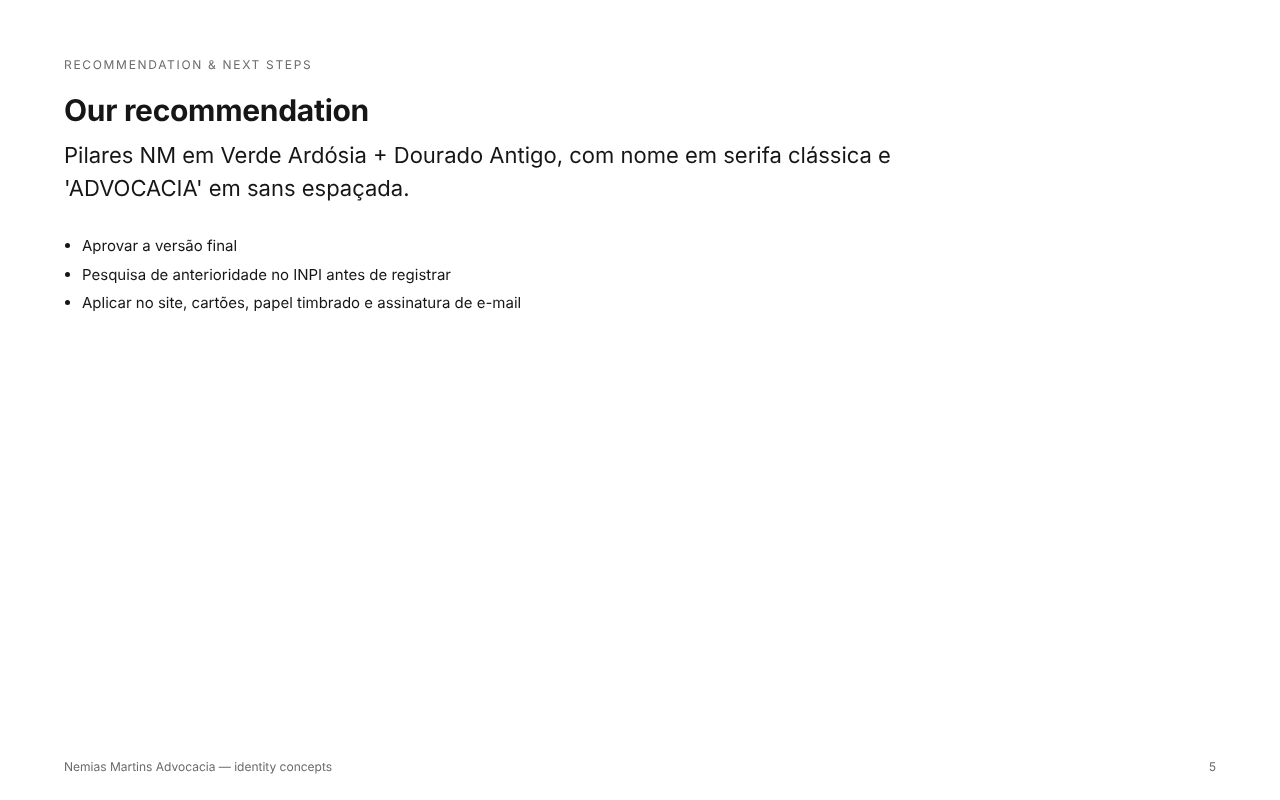 RECOMMENDATION & NEXT STEPS
Our recommendation
Pilares NM em Verde Ardósia + Dourado Antigo, com nome em serifa clássica e
'ADVOCACIA' em sans espaçada.
• Aprovar a versão final
• Pesquisa de anterioridade no INPI antes de registrar
• Aplicar no site, cartões, papel timbrado e assinatura de e-mail
Nemias Martins Advocacia — identity concepts
5